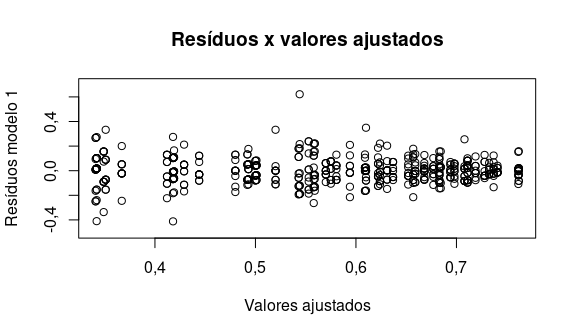 Resíduos x valores ajustados
Resíduos modelo 1
0,4
0,0
-0,4
0,4 0,5 0,6 0,7
Valores ajustados